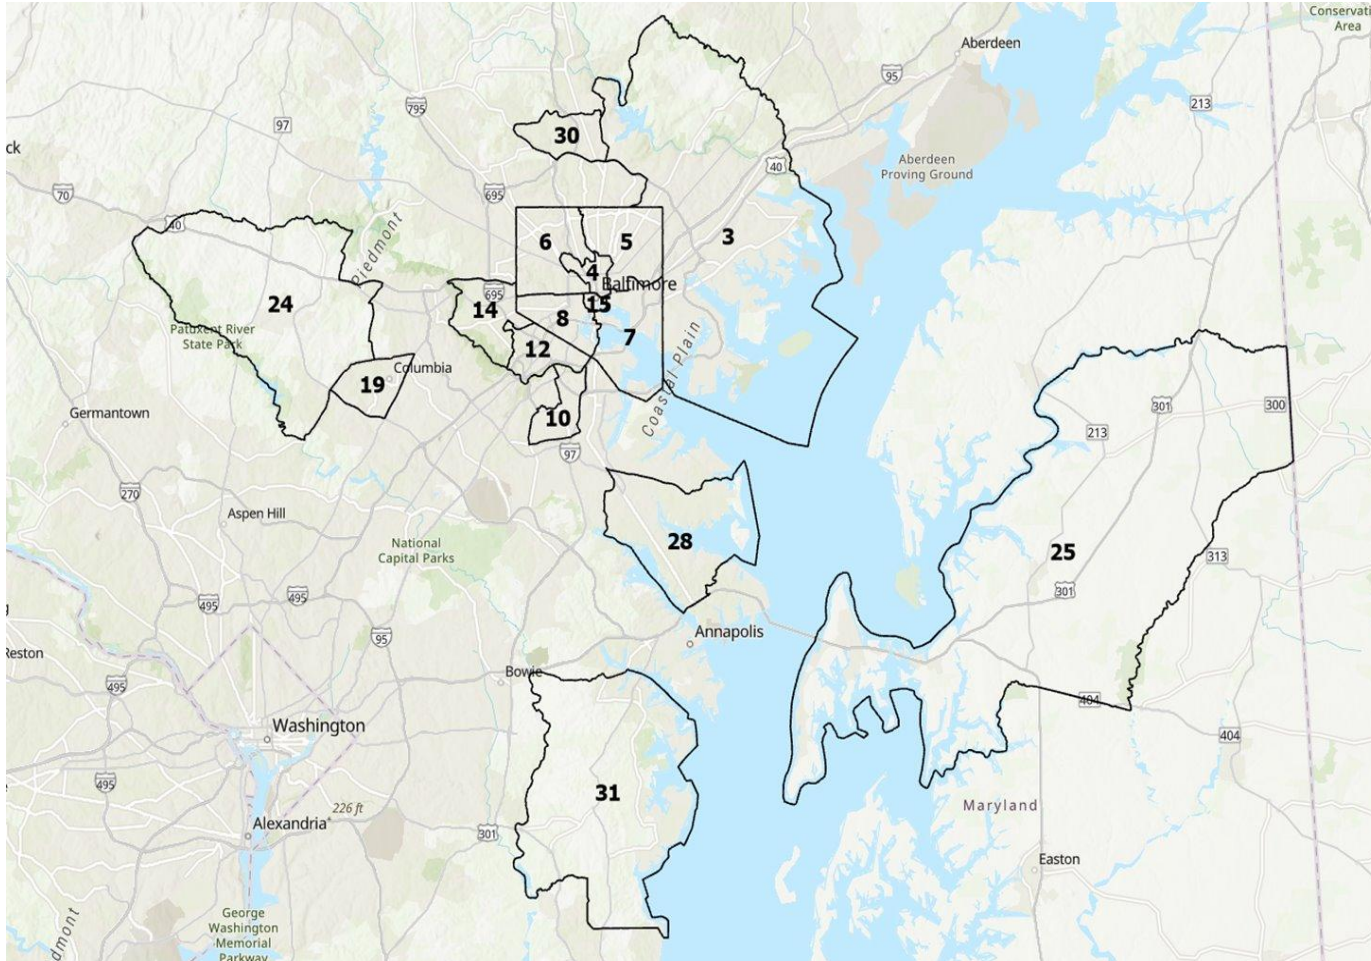 Conservati
Area
Aberdeen
95
213
795
97
ck
30
40
Aberdeen
Proving Ground
70
695
40
Piedmont
6
5
3
4
Baltimore
695
15
24
14
8
7
Patuxent River
State Park
12
Coastal Plain
Columbia
19
Germantown
10
301
300
213
97
270
Aspen Hill
National
Capital Parks
28
25
313
495
495
301
95
Annapolis
Reston
Bowie
495
404
Washington
404
495
31
226 ft
Maryland
Alexandria
301
Easton
George
Washington
Memorial
Parkway
dmont